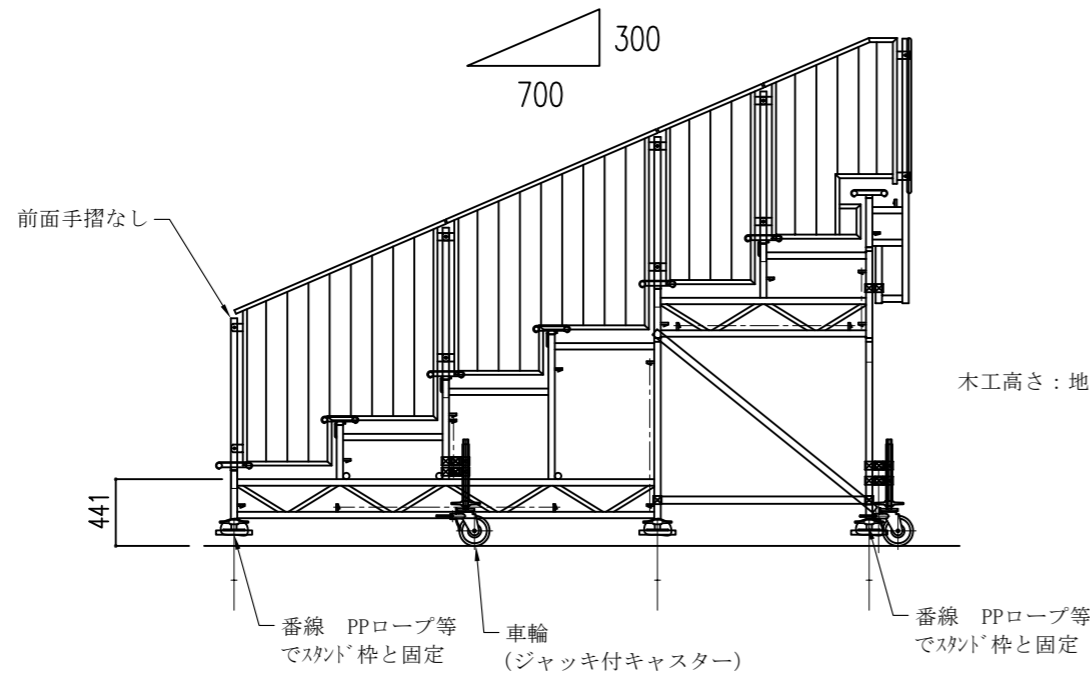 300
700
前面手摺なし
木工高さ：地
441
番線　PPロープ等
でｽﾀﾝﾄﾞ枠と固定
車輪
(ジャッキ付キャスター)
番線　PPロープ等
でｽﾀﾝﾄﾞ枠と固定